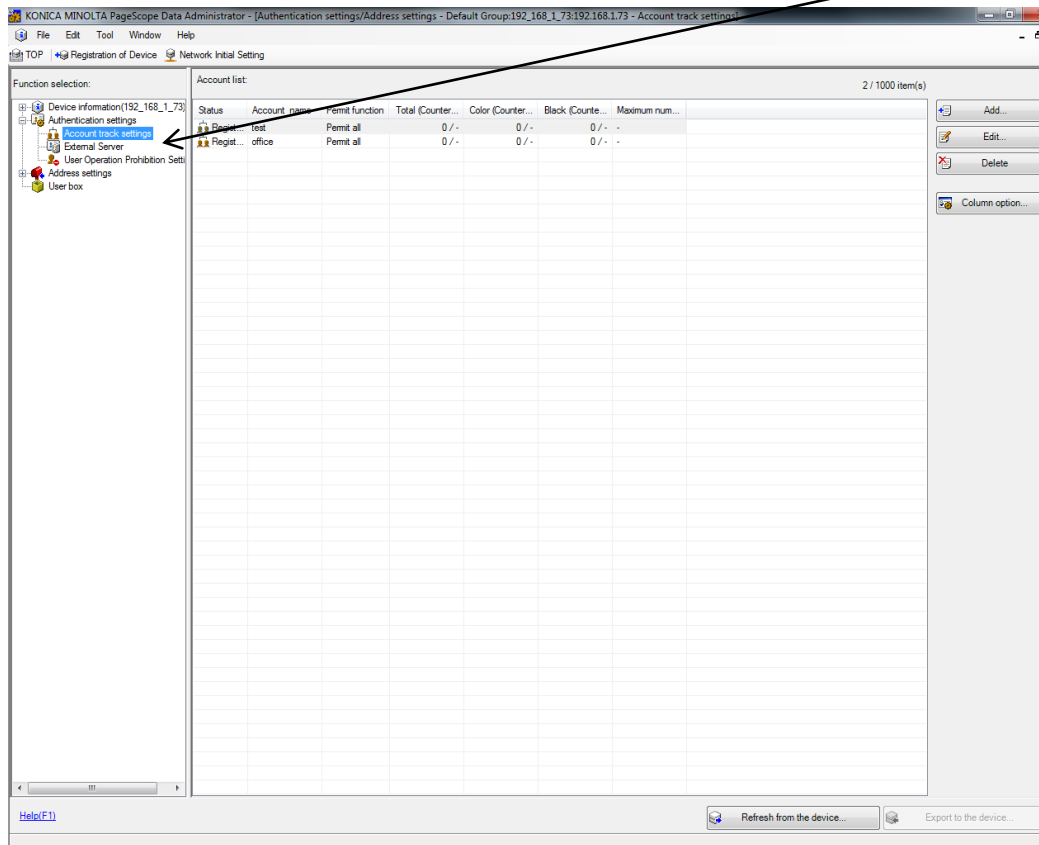 KONICA MINOLTA PageScope Data Administrator - [Authentication settings/Address settings - Default Group:192_168_1_73:192.168.1.73 - Account track settings]
File Edit Tool Window Help
TOP Registration of Device Network Initial Setting
Function selection:
Account list:
2 / 1000 item(s)
Device information(192_168_1_73)
Authentication settings
Account track settings
External Server
User Operation Prohibition Setti
Address settings
User box
Status Account name Permit function Total (Counter... Color (Counter... Black (Counte... Maximum num...
Regist... test Permit all 0 / - 0 / - 0 / - -
Regist... office Permit all 0 / - 0 / - 0 / - -
Add...
Edit...
Delete
Column option...
Help(F1)
Refresh from the device...
Export to the device...